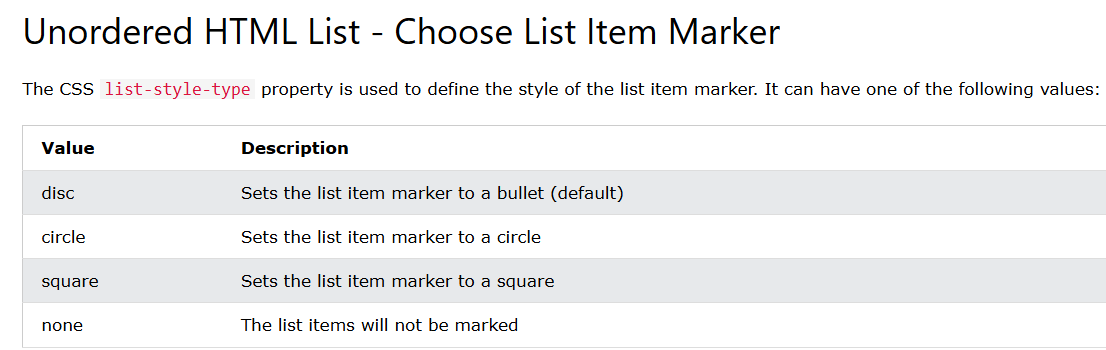 Unordered HTML List - Choose List Item Marker
The CSS list-style-type property is used to define the style of the list item marker. It can have one of the following values:
Value Description
disc Sets the list item marker to a bullet (default)
circle Sets the list item marker to a circle
square Sets the list item marker to a square
none The list items will not be marked